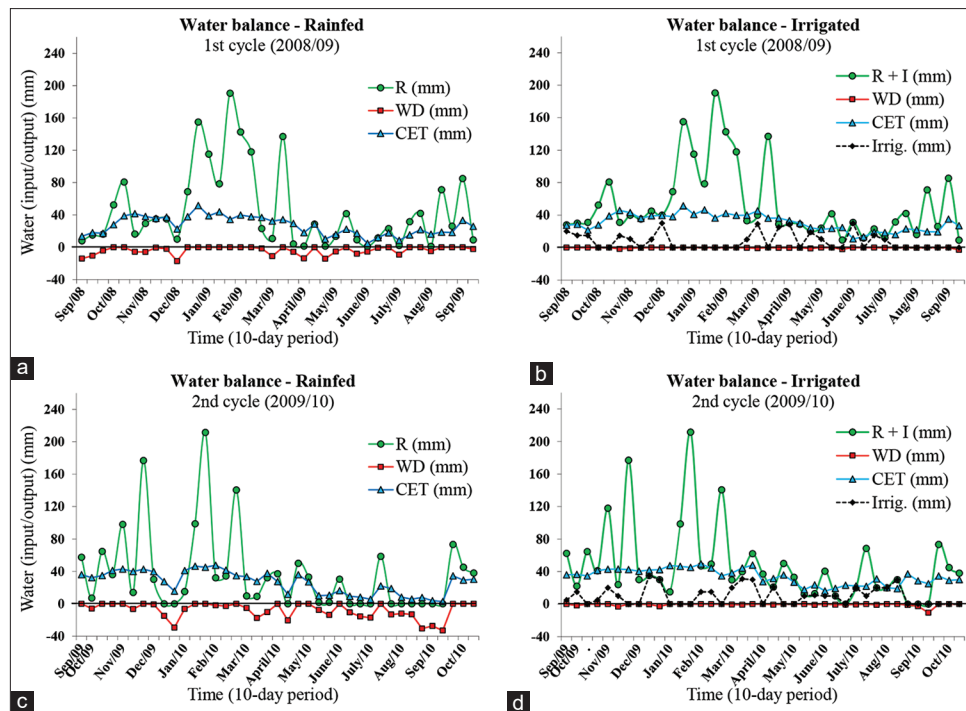 Water balance - Rainfed
1st cycle (2008/09)
240
200
160
120
80
40
0
-40
Water (input/output) (mm)
R (mm)
WD (mm)
CET (mm)
Sep/08
Oct/08
Nov/08
Dec/08
Jan/09
Feb/09
Mar/09
April/09
May/09
June/09
July/09
Aug/09
Sep/09
Time (10-day period)
a
Water balance - Irrigated
1st cycle (2008/09)
240
200
160
120
80
40
0
-40
R + I (mm)
WD (mm)
CET (mm)
Irrig. (mm)
Sep/08
Oct/08
Nov/08
Dec/08
Jan/09
Feb/09
Mar/09
April/09
May/09
June/09
July/09
Aug/09
Sep/09
Time (10-day period)
b
Water balance - Rainfed
2nd cycle (2009/10)
240
200
160
120
80
40
0
-40
Water (input/output) (mm)
R (mm)
WD (mm)
CET (mm)
Sep/09
Oct/09
Nov/09
Dec/09
Jan/10
Feb/10
Mar/10
April/10
May/10
June/10
July/10
Aug/10
Sep/10
Oct/10
Time (10-day period)
c
Water balance - Irrigated
2nd cycle (2009/10)
240
200
160
120
80
40
0
-40
R + I (mm)
WD (mm)
CET (mm)
Irrig. (mm)
Sep/09
Oct/09
Nov/09
Dec/09
Jan/10
Feb/10
Mar/10
April/10
May/10
June/10
July/10
Aug/10
Sep/10
Oct/10
Time (10-day period)
d